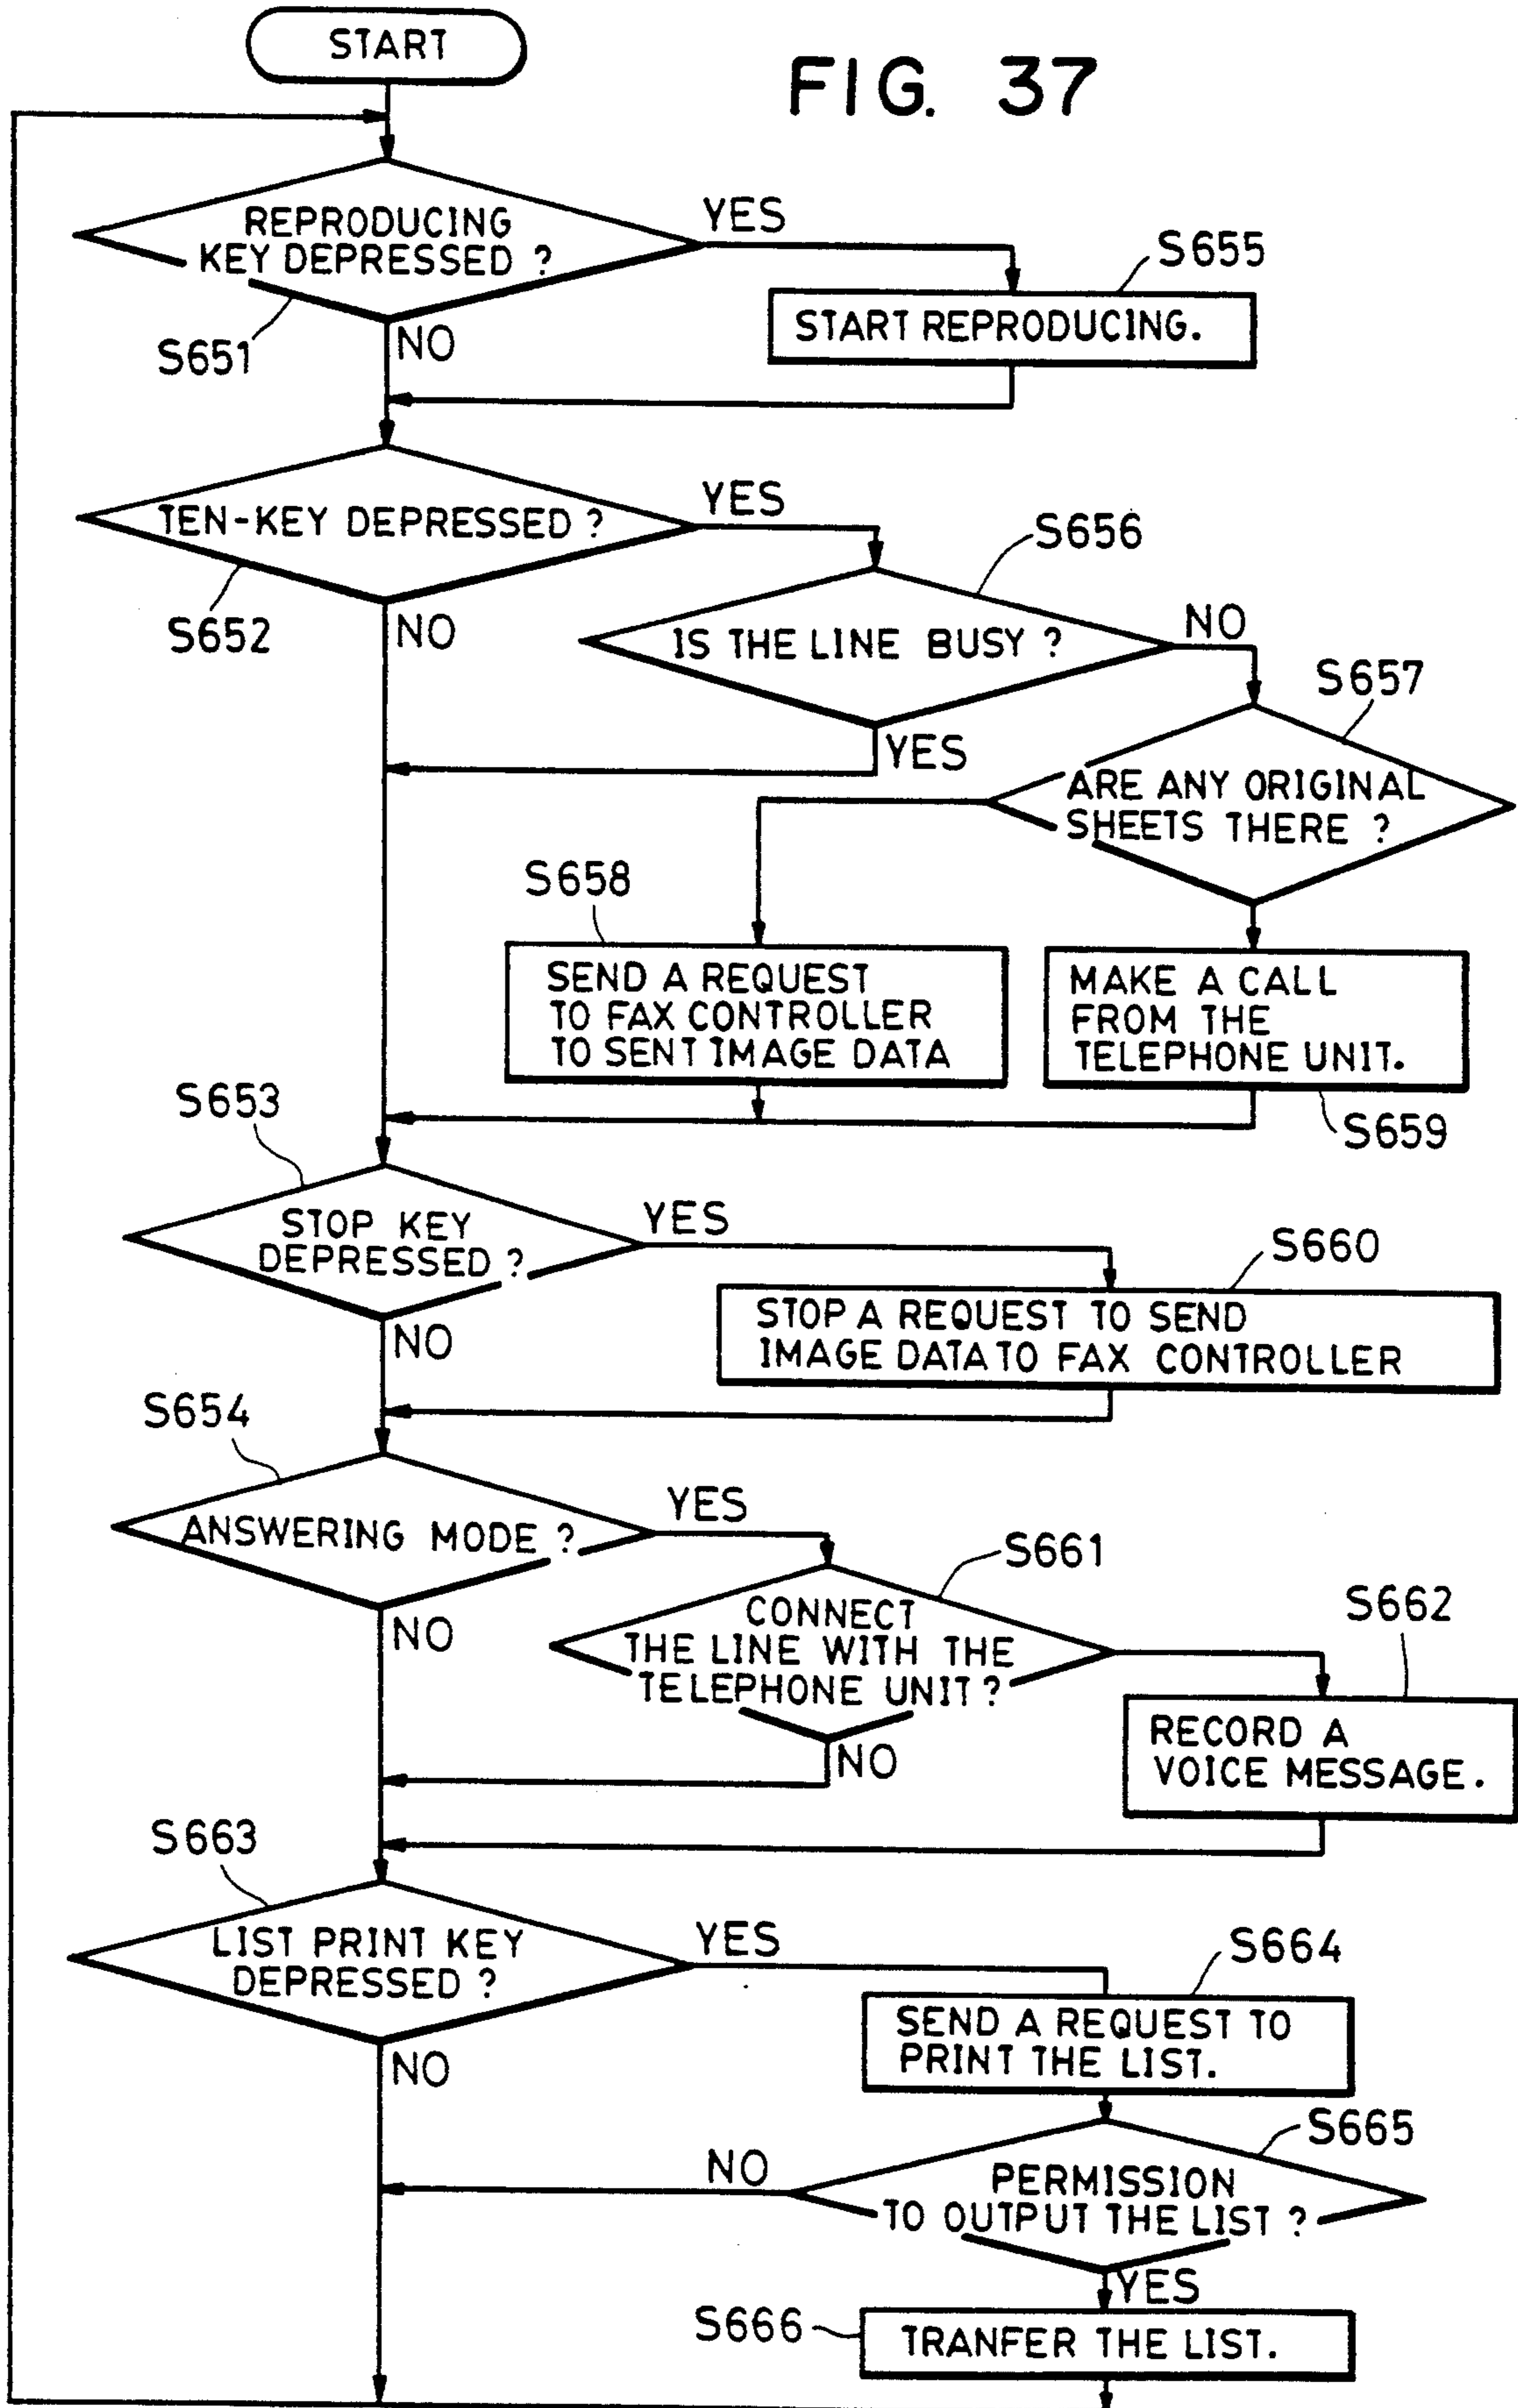 START
FIG. 37
REPRODUCING
KEY DEPRESSED ?
YES
S655
START REPRODUCING.
S651
NO
TEN-KEY DEPRESSED ?
YES
S656
S652
NO
IS THE LINE BUSY ?
NO
S657
YES
ARE ANY ORIGINAL
SHEETS THERE ?
S658
SEND A REQUEST
TO FAX CONTROLLER
TO SENT IMAGE DATA
MAKE A CALL
FROM THE
TELEPHONE UNIT.
S659
S653
STOP KEY
DEPRESSED ?
YES
S660
STOP A REQUEST TO SEND
IMAGE DATA TO FAX CONTROLLER
NO
S654
ANSWERING MODE ?
YES
S661
NO
CONNECT
THE LINE WITH THE
TELEPHONE UNIT ?
NO
S662
RECORD A
VOICE MESSAGE.
S663
LIST PRINT KEY
DEPRESSED ?
YES
S664
SEND A REQUEST TO
PRINT THE LIST.
NO
S665
NO
PERMISSION
TO OUTPUT THE LIST ?
YES
S666
TRANFER THE LIST.